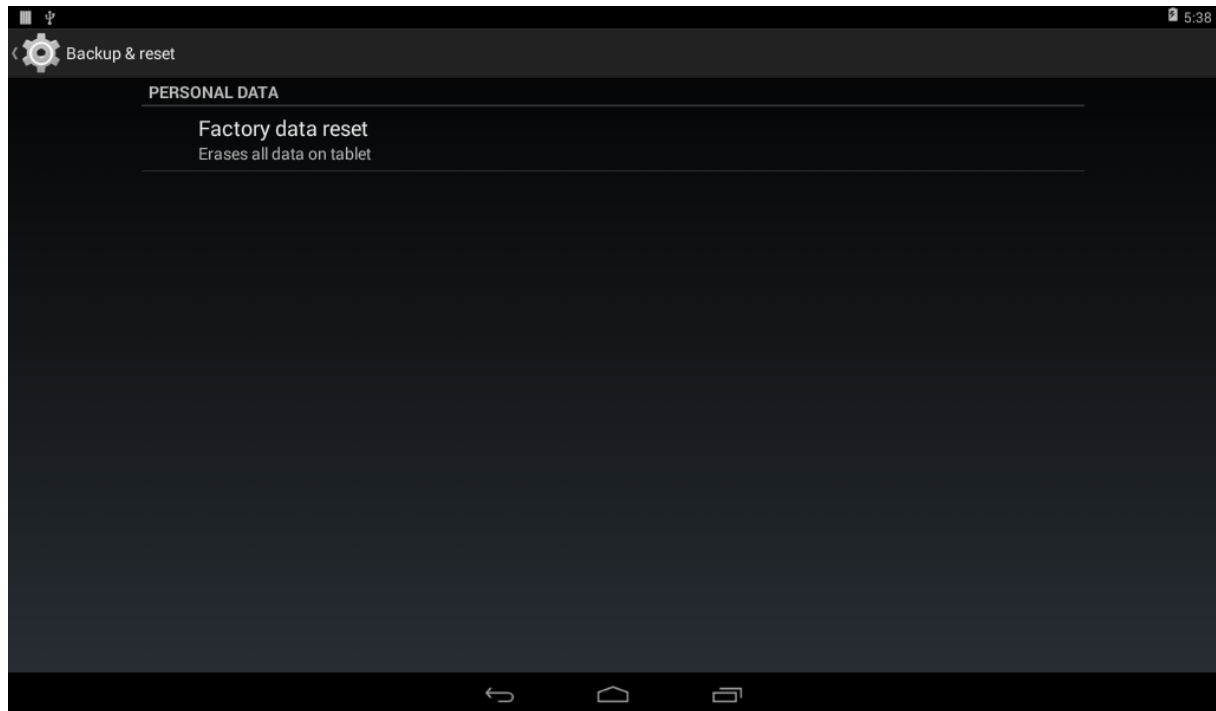 5:38
Backup & reset
PERSONAL DATA
Factory data reset
Erases all data on tablet